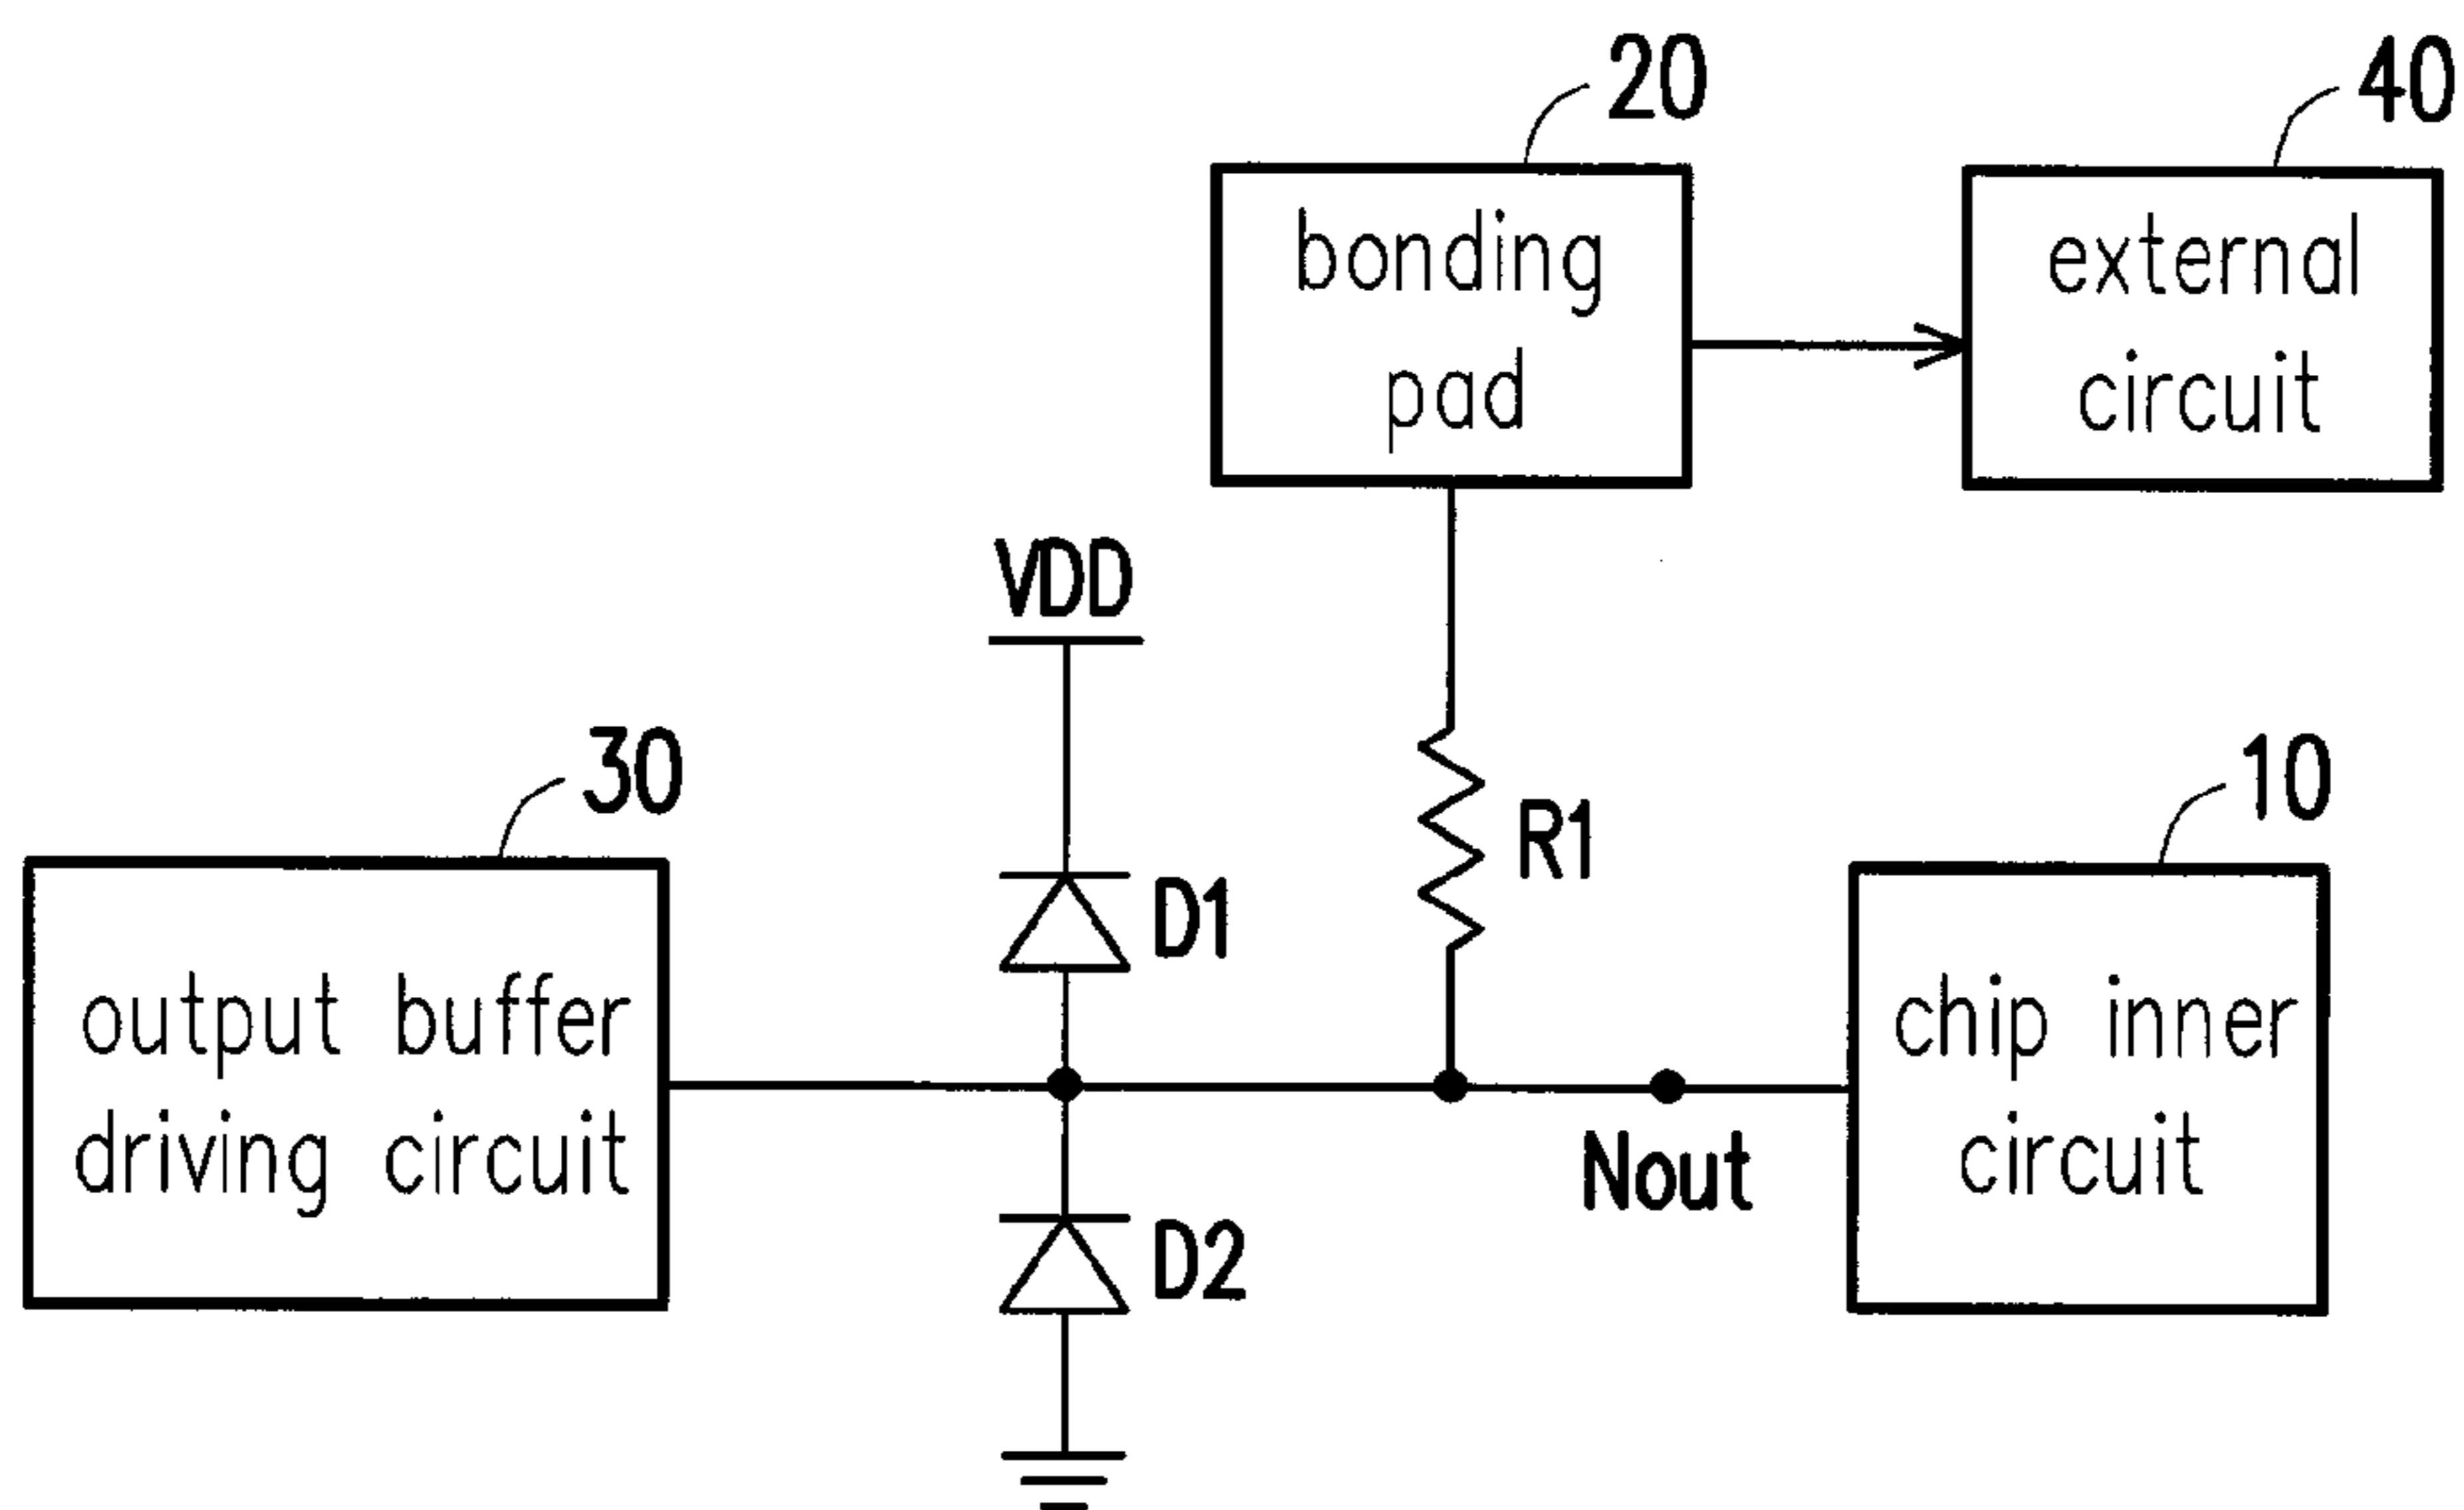 20
40
bonding
pad
external
circuit
VDD
30
10
R1
D1
output buffer
driving circuit
chip inner
circuit
Nout
D2